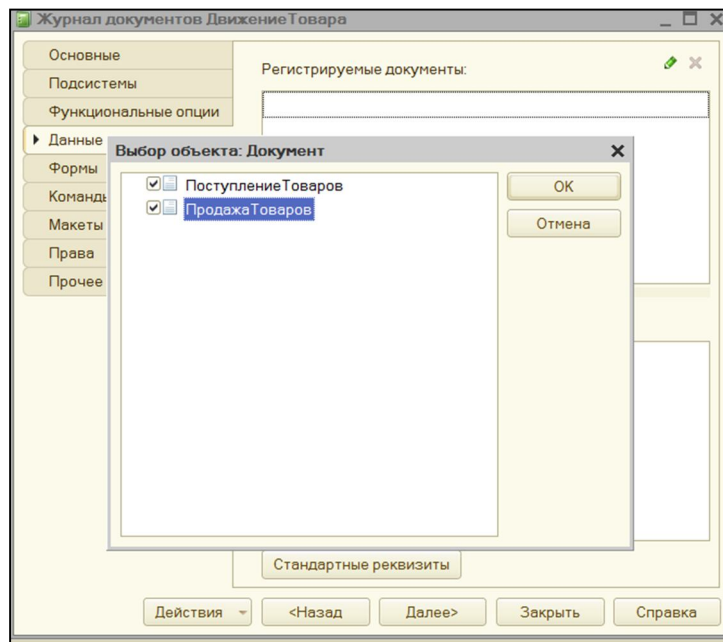 Журнал документов ДвижениеТовара
Основные
Подсистемы
Функциональные опции
Данные
Формы
Команды
Макеты
Права
Прочее
Регистрируемые документы:
Выбор объекта: Документ
ПоступлениеТоваров
ПродажаТоваров
OK
Отмена
Стандартные реквизиты
Действия
<Назад
Далее>
Закрыть
Справка